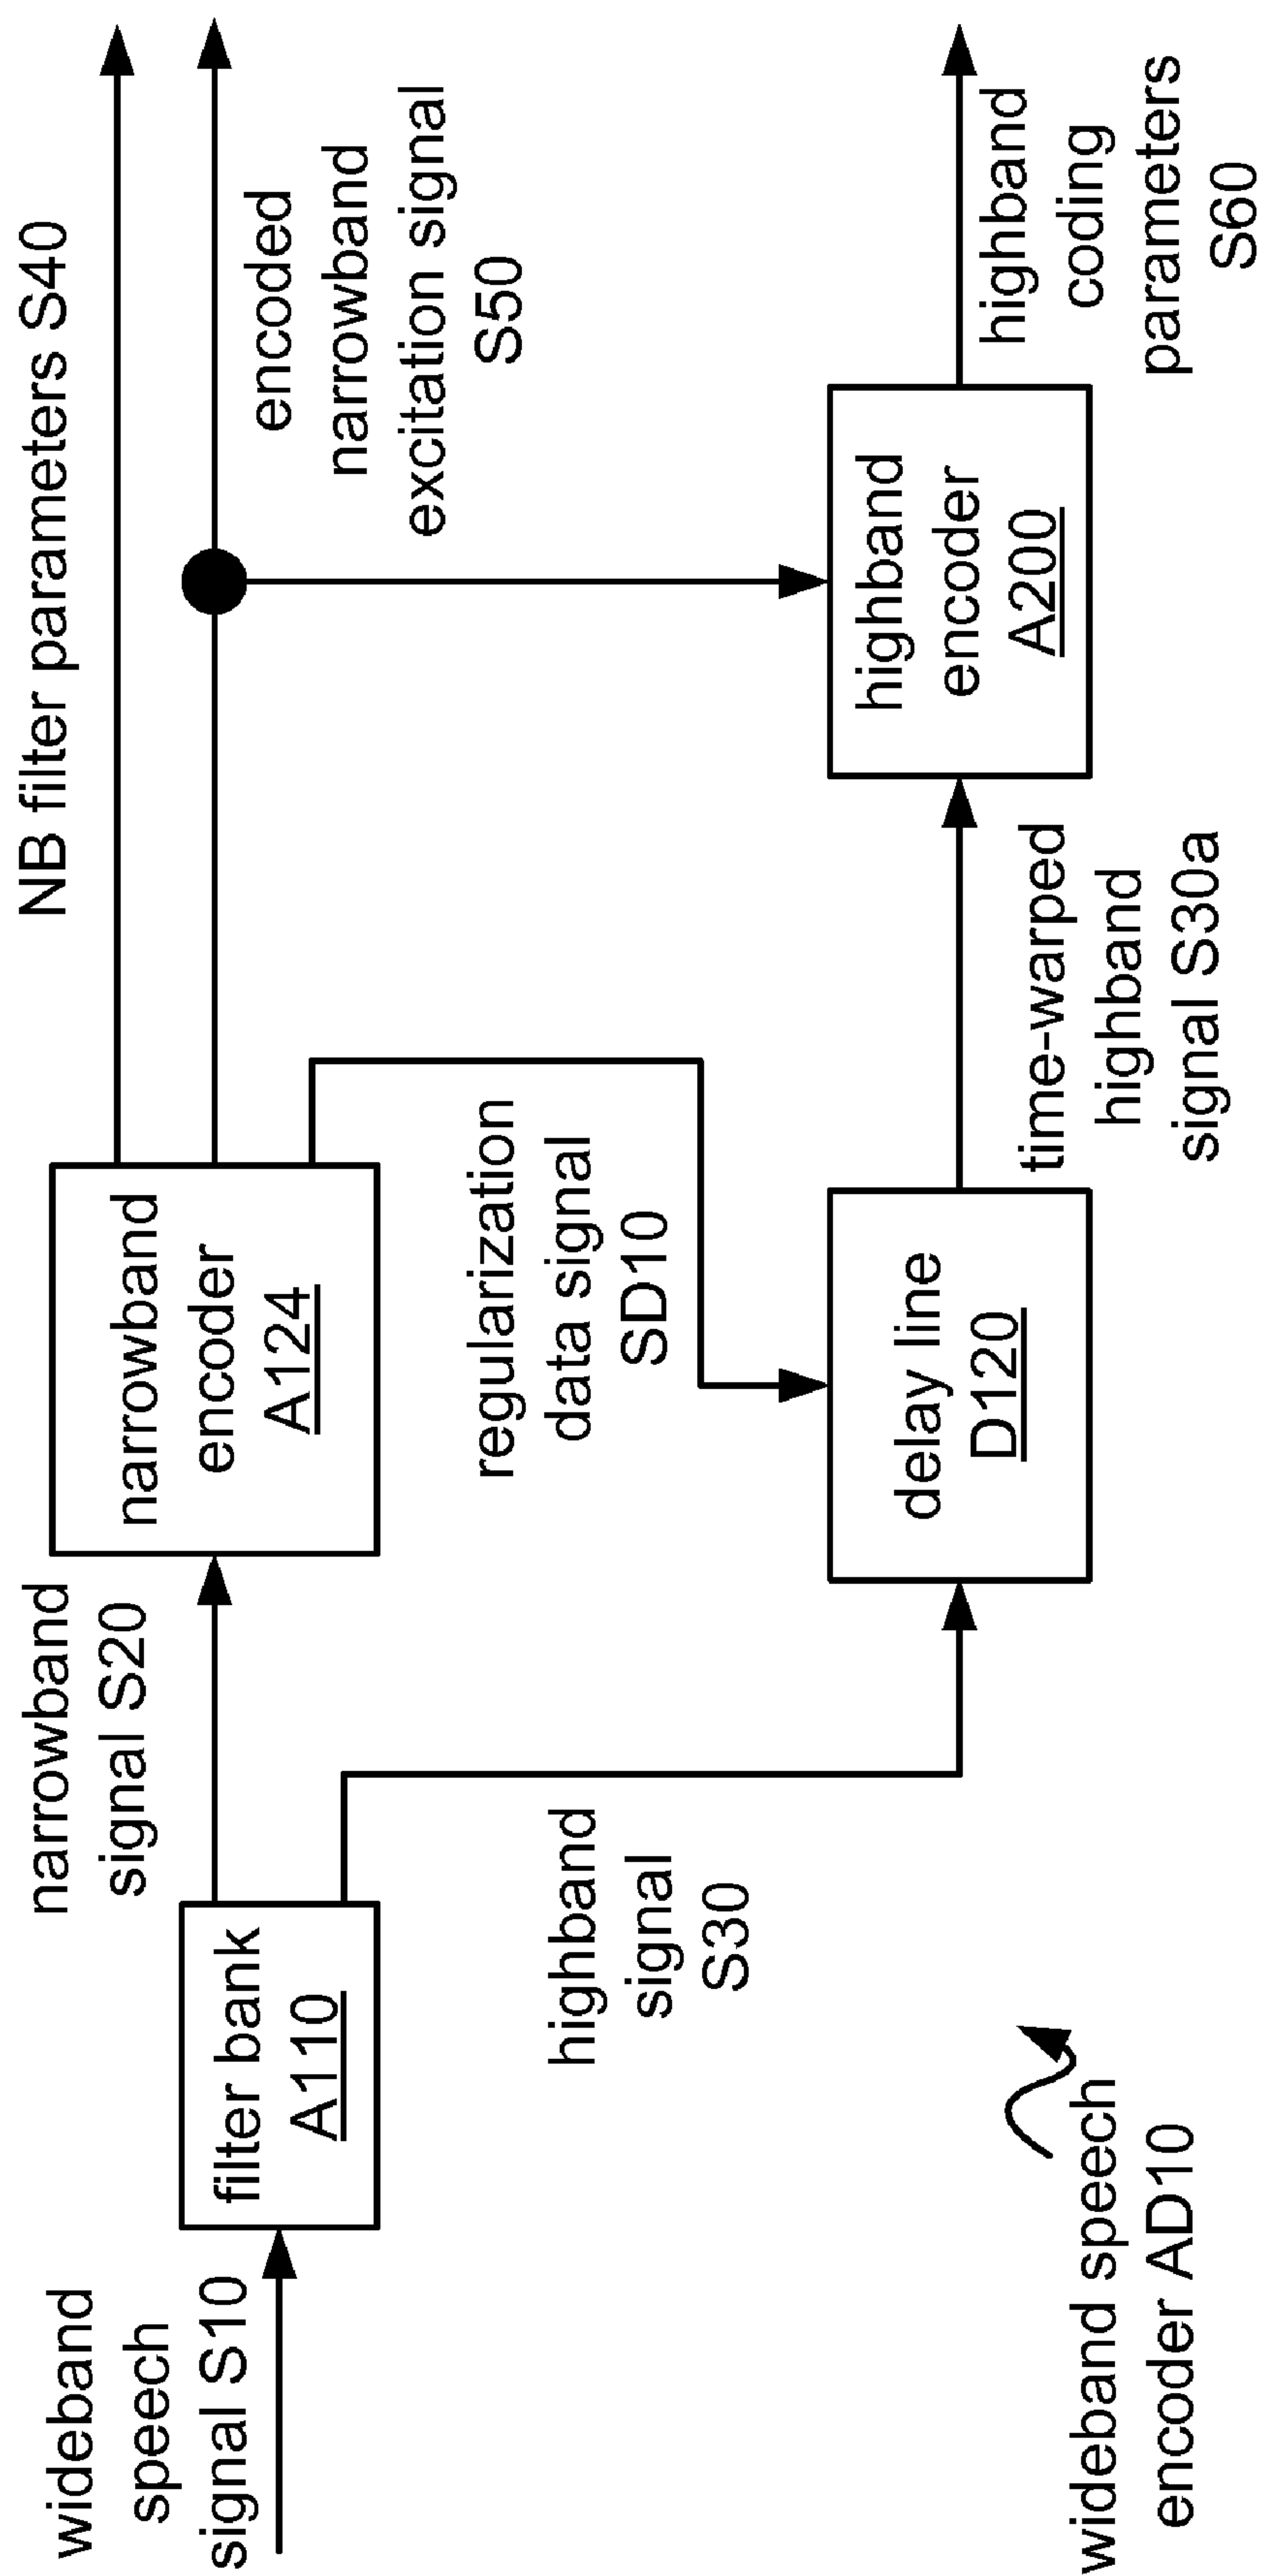 wideband
speech
signal S10
filter bank
A110
narrowband
signal S20
highband
signal
S30
narrowband
encoder
A124
NB filter parameters S40
encoded
narrowband
excitation signal
S50
regularization
data signal
SD10
delay line
D120
time-warped
highband
signal S30a
highband
encoder
A200
highband
coding
parameters
S60
wideband speech
encoder AD10